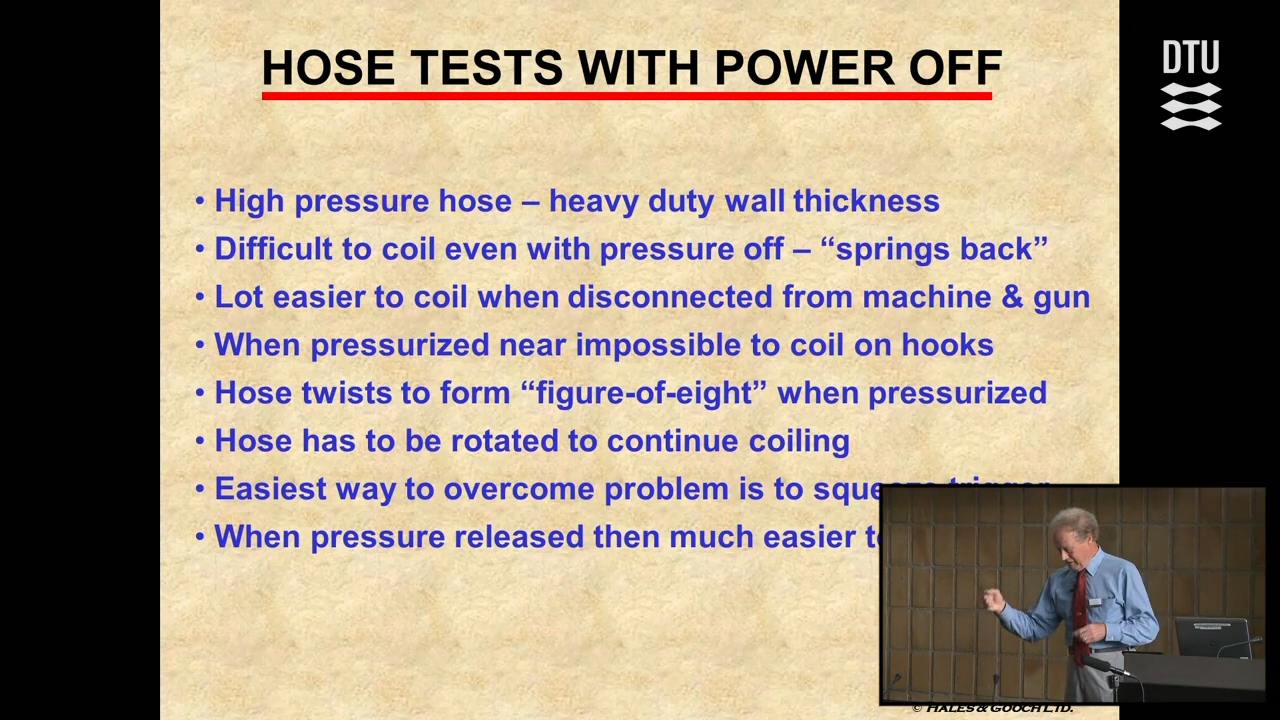 HOSE TESTS WITH POWER OFF
DTU
• High pressure hose – heavy duty wall thickness
• Difficult to coil even with pressure off – “springs back”
• Lot easier to coil when disconnected from machine & gun
• When pressurized near impossible to coil on hooks
• Hose twists to form “figure-of-eight” when pressurized
• Hose has to be rotated to continue coiling
• Easiest way to overcome problem is to squeeze trigger
• When pressure released then much easier to
© HALES & GOOCH LTD.